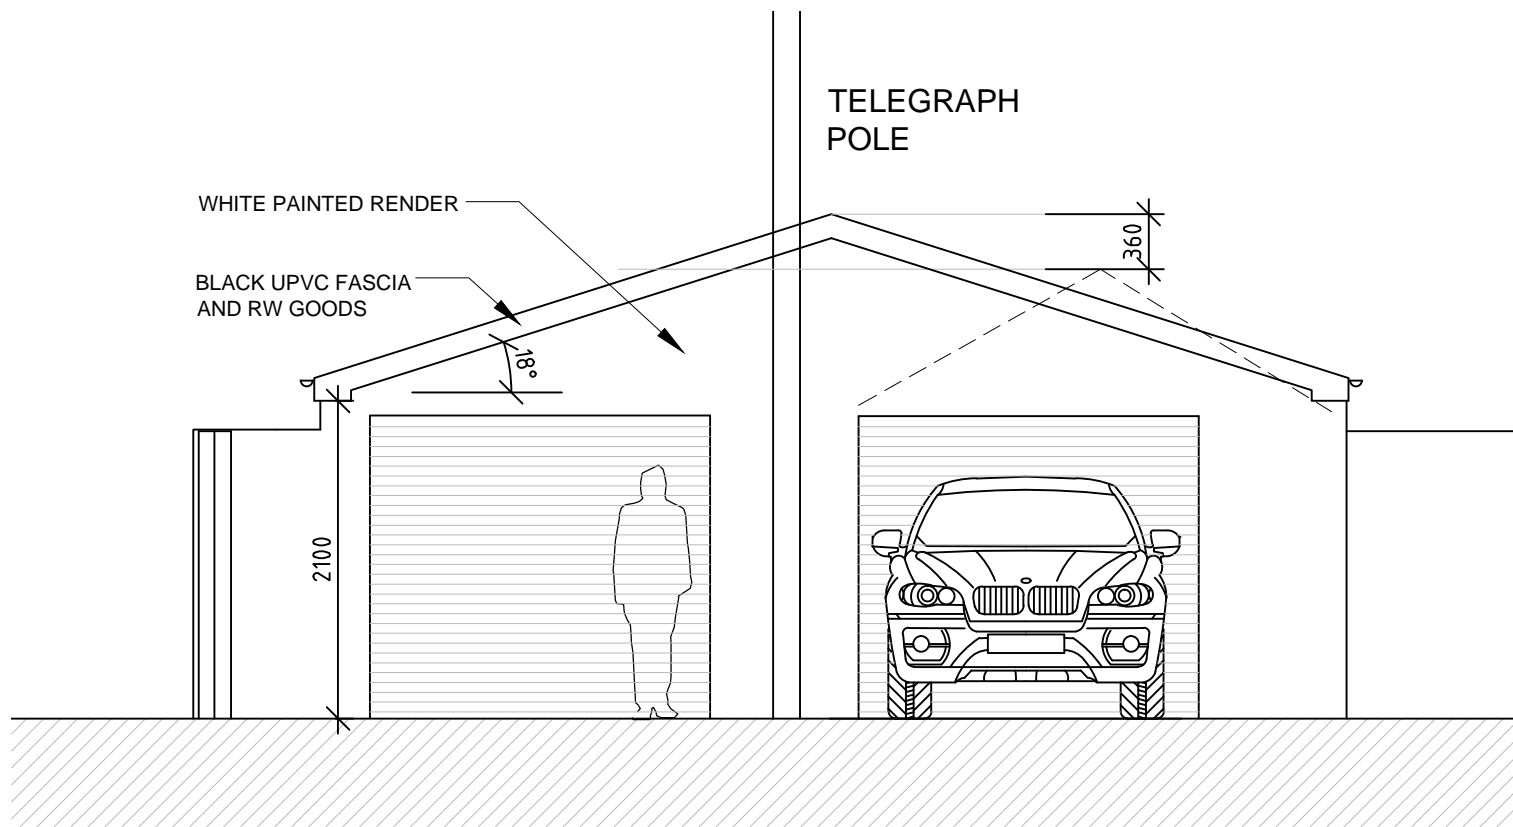 TELEGRAPH
POLE
WHITE PAINTED RENDER
360
BLACK UPVC FASCIA
AND RW GOODS
18°
2100